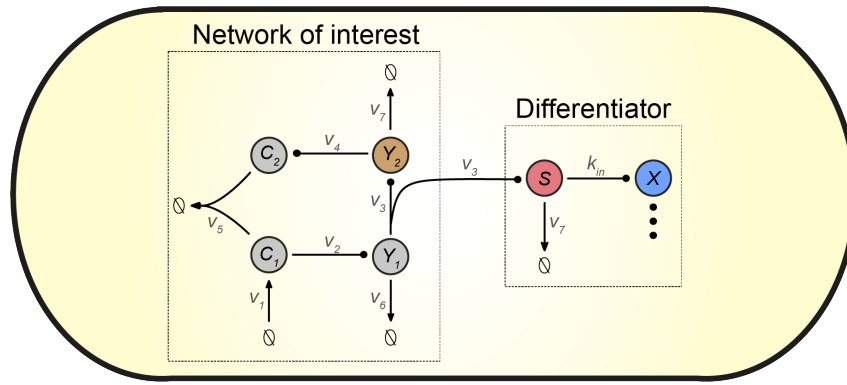 Network of interest
∅
Differentiator
v₇
C₂
v₄
Y₂
v₃
S
kᵢₙ
X
∅
v₅
v₃
v₇
C₁
v₂
Y₁
∅
v₁
v₆
∅
∅